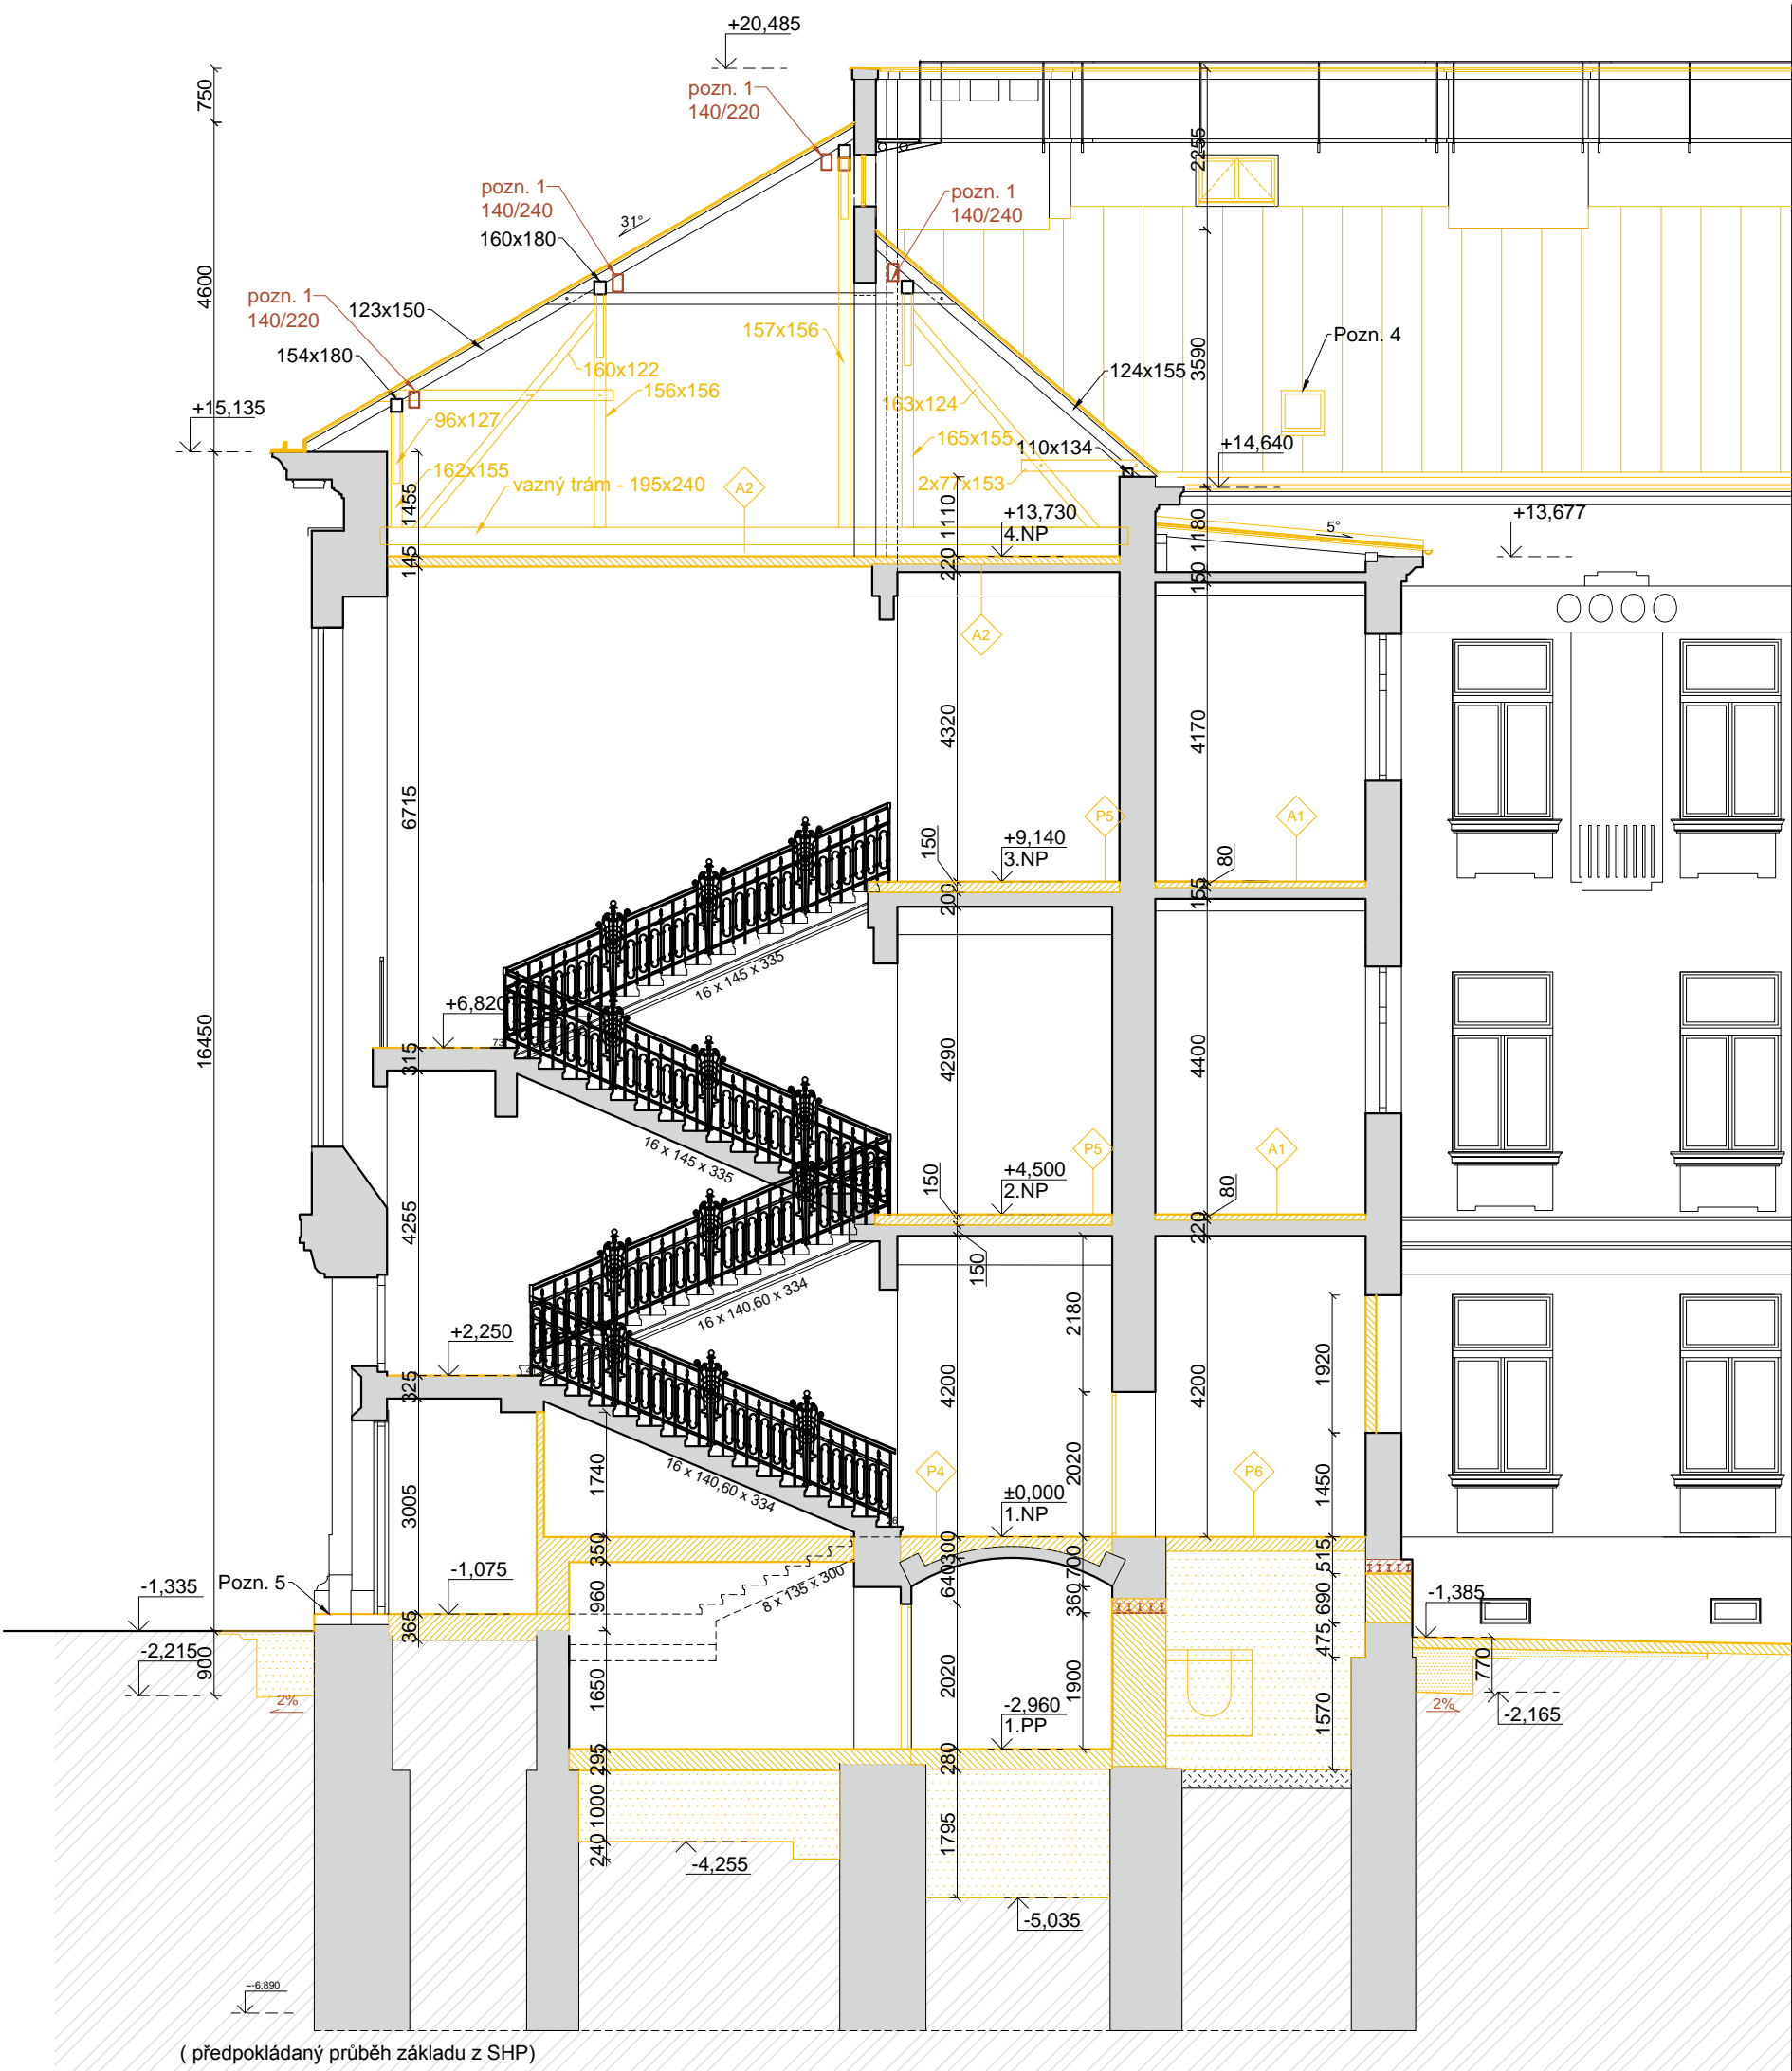 +20,485
750
pozn. 1
140/220
2255
pozn. 1
140/240
pozn. 1
140/240
31°
160x180
4600
pozn. 1
140/220
123x150
157x156
Pozn. 4
3590
154x180
160x122
156x156
124x155
163x124
+15,135
96x127
165x155
110x134
+14,640
162x155
vazný trám - 195x240
A2
2x77x153
1455
1110
+13,730
4.NP
1180
5°
+13,677
145
220
150
A2
4320
4170
6715
P5
A1
150
+9,140
3.NP
80
200
155
16 x 145 x 335
+6,820
73
16450
315
4290
4400
16 x 145 x 335
P5
A1
150
+4,500
2.NP
80
4255
220
150
16 x 140,60 x 334
2180
+2,250
1920
325
4200
4200
1740
16 x 140,60 x 334
P4
P6
2020
1450
3005
±0,000
1.NP
350
300
700
515
8 x 135 x 300
-1,335
Pozn. 5
-1,075
960
640
360
690
-1,385
365
475
-2,215
900
770
1650
2020
1900
1570
2%
-2,960
1.PP
2%
-2,165
295
280
1000
1795
240
-4,255
-5,035
~-6,890
( předpokládaný průběh základu z SHP)